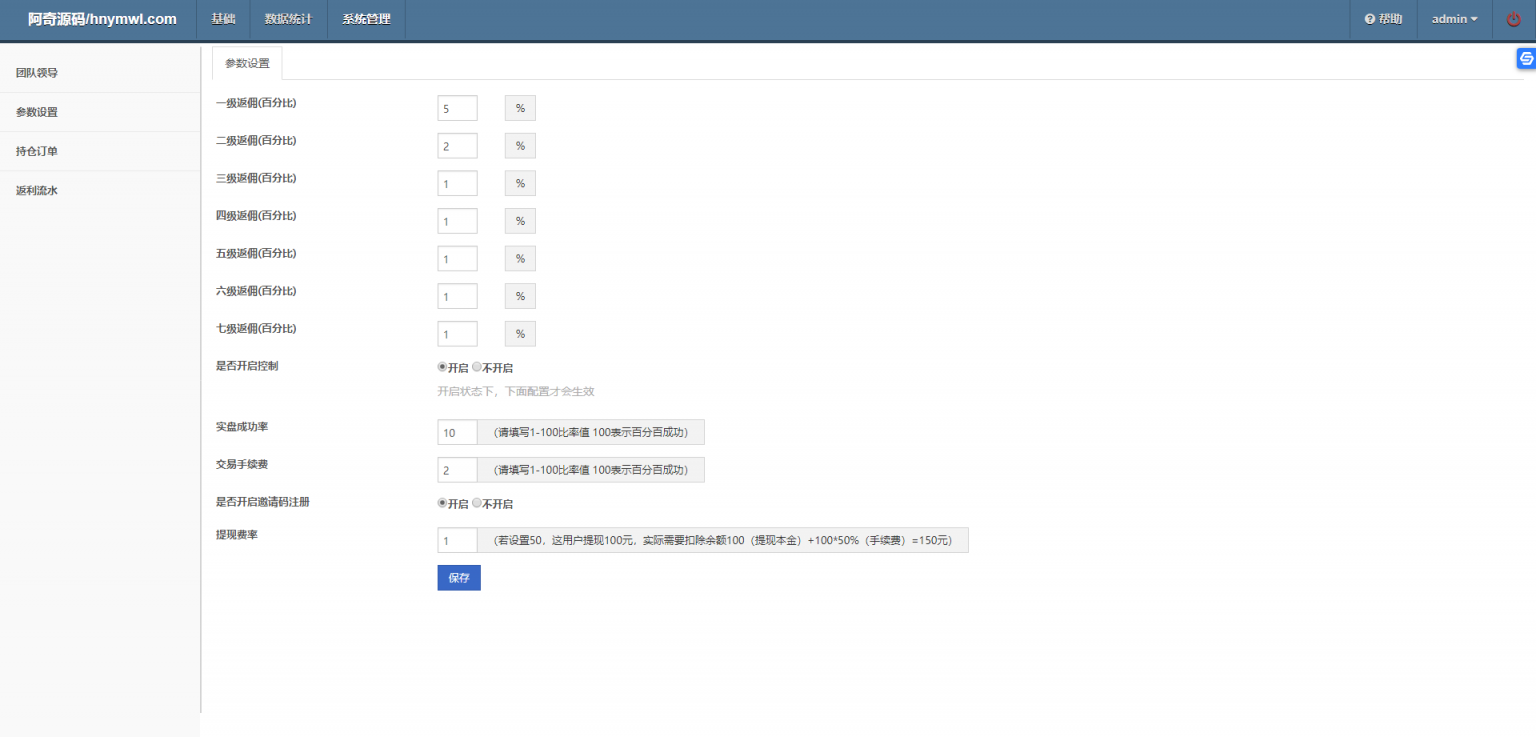 阿奇源码/hnymwl.com 基础 数据统计 系统管理 帮助 admin
团队领导
参数设置
持仓订单
返利流水
参数设置
一级返佣(百分比) 5 %
二级返佣(百分比) 2 %
三级返佣(百分比) 1 %
四级返佣(百分比) 1 %
五级返佣(百分比) 1 %
六级返佣(百分比) 1 %
七级返佣(百分比) 1 %
是否开启控制 开启 不开启
开启状态下，下面配置才会生效
实盘成功率 10 （请填写1-100比率值 100表示百分百成功）
交易手续费 2 （请填写1-100比率值 100表示百分百成功）
是否开启邀请码注册 开启 不开启
提现费率 1 （若设置50，这用户提现100元，实际需要扣除余额100（提现本金）+100*50%（手续费）=150元）
保存